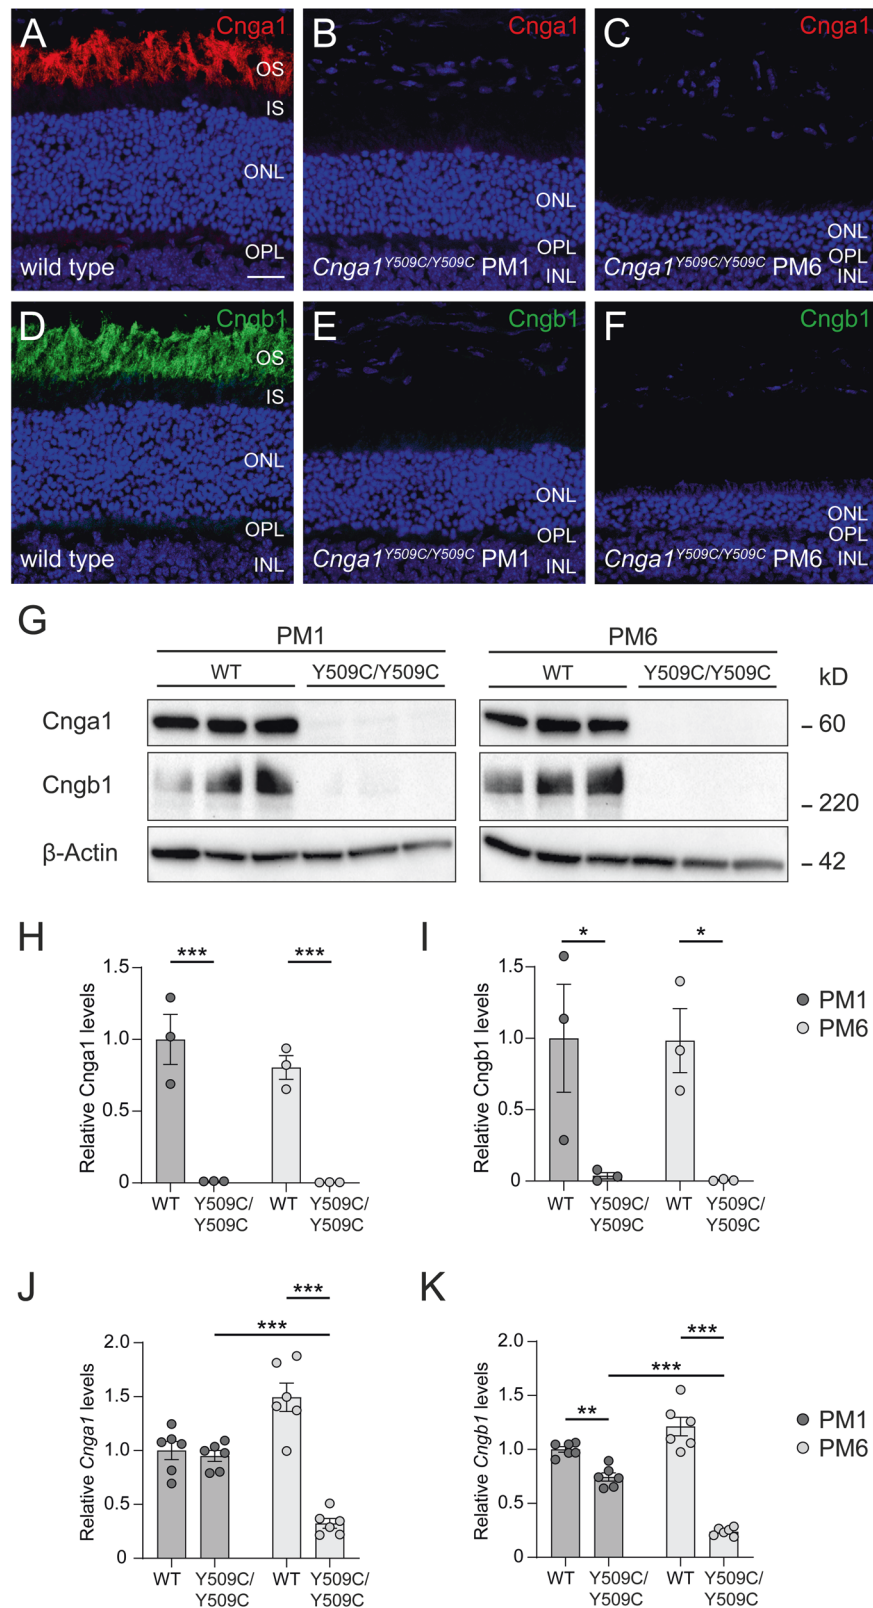 A
Cnga1
OS
IS
ONL
OPL
wild type
B
Cnga1
ONL
OPL
Cnga1Y509C/Y509C PM1
INL
C
Cnga1
ONL
OPL
Cnga1Y509C/Y509C PM6
INL
D
Cngb1
OS
IS
ONL
OPL
wild type
INL
E
Cngb1
ONL
OPL
Cnga1Y509C/Y509C PM1
INL
F
Cngb1
ONL
OPL
Cnga1Y509C/Y509C PM6
INL
G
PM1
PM6
WT
Y509C/Y509C
WT
Y509C/Y509C
kD
Cnga1
– 60
Cngb1
– 220
β-Actin
– 42
H
***
***
1.5
1.0
0.5
0
Relative Cnga1 levels
WT
Y509C/
Y509C
WT
Y509C/
Y509C
I
*
*
1.5
1.0
0.5
0
Relative Cngb1 levels
WT
Y509C/
Y509C
WT
Y509C/
Y509C
PM1
PM6
J
***
***
2.0
1.5
1.0
0.5
0
Relative Cnga1 levels
WT
Y509C/
Y509C
WT
Y509C/
Y509C
K
***
***
**
2.0
1.5
1.0
0.5
0
Relative Cngb1 levels
WT
Y509C/
Y509C
WT
Y509C/
Y509C
PM1
PM6